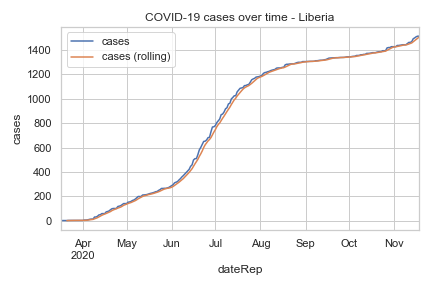 COVID-19 cases over time - Liberia
cases
cases (rolling)
1400
1200
1000
800
600
400
200
0
cases
Apr
2020
May
Jun
Jul
Aug
Sep
Oct
Nov
dateRep